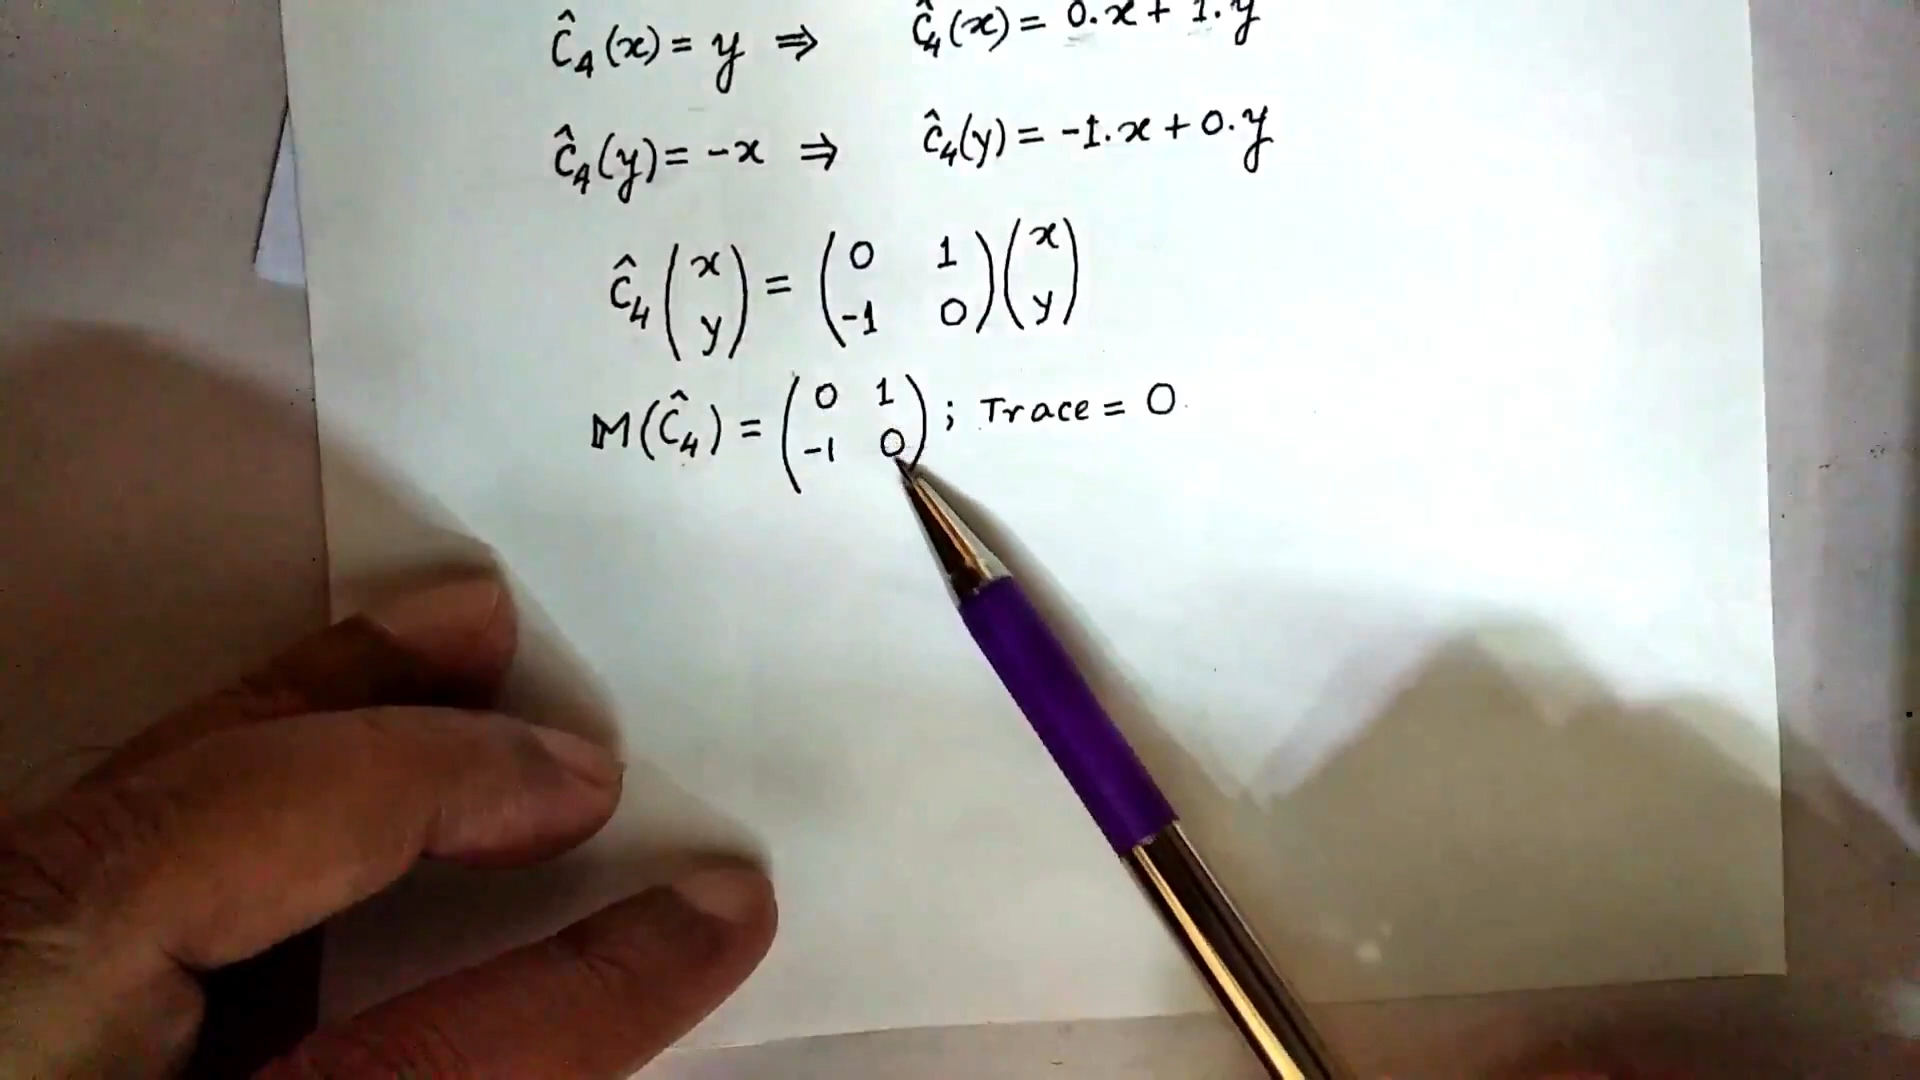 Ĉ₄(x) = y ⇒ Ĉ₄(x) = 0.x + 1.y
Ĉ₄(y) = -x ⇒ Ĉ₄(y) = -1.x + 0.y
Ĉ₄ (x y) = (0 1 -1 0) (x y)
M(Ĉ₄) = (0 1 -1 0) ; Trace = 0